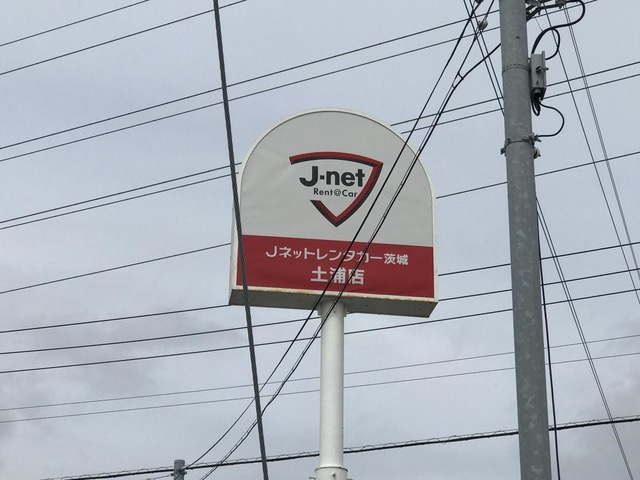 J-net
Rent@Car
Jネットレンタカー茨城
土浦店